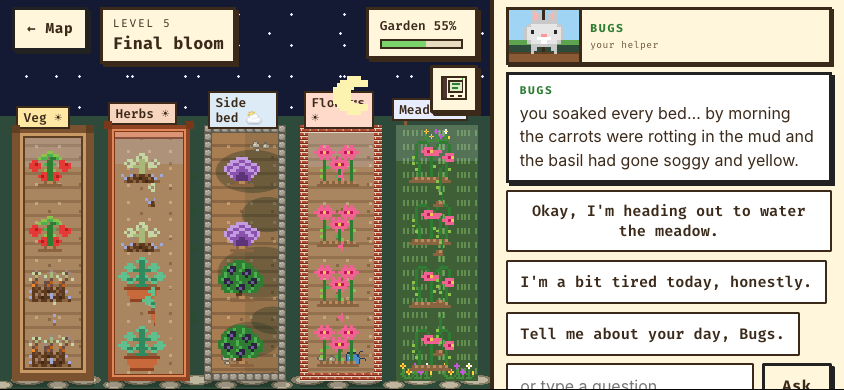 ← Map
LEVEL 5
Final bloom
Garden 55%
Veg ☀
Herbs ☀
Side
bed ⛅
☀
BUGS
your helper
BUGS
you soaked every bed... by morning
the carrots were rotting in the mud and
the basil had gone soggy and yellow.
Okay, I'm heading out to water
the meadow.
I'm a bit tired today, honestly.
Tell me about your day, Bugs.
or type a question
Ask